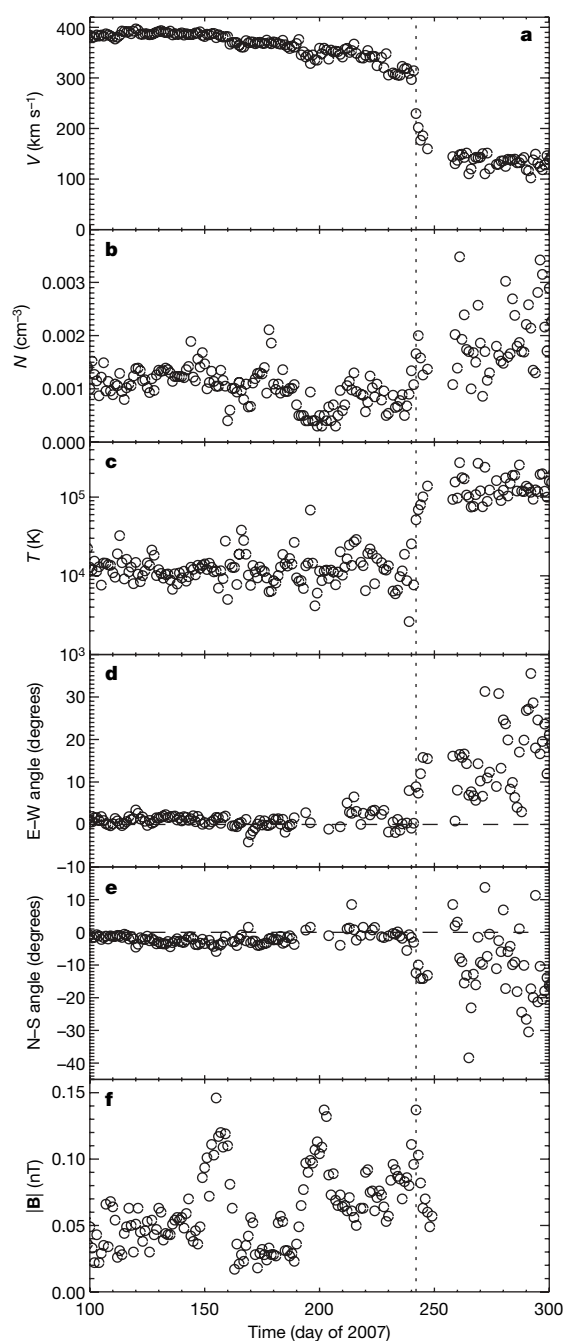 400
300
200
100
0
V (km s⁻¹)
a
0.003
0.002
0.001
0.000
N (cm⁻³)
b
10⁵
10⁴
10³
T (K)
c
30
20
10
0
−10
E–W angle (degrees)
d
10
0
−10
−20
−30
−40
N–S angle (degrees)
e
0.15
0.10
0.05
0.00
|B| (nT)
f
100 150 200 250 300
Time (day of 2007)